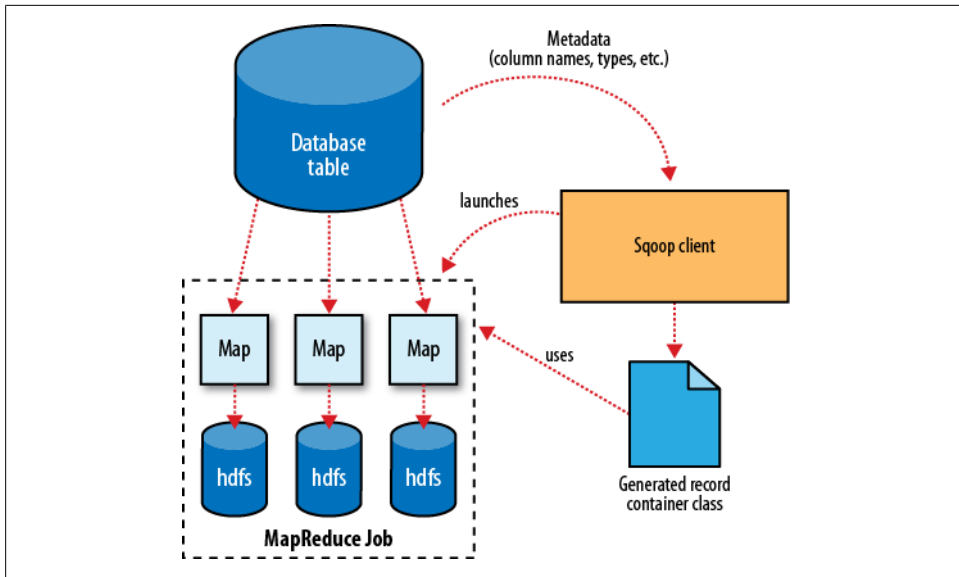 Metadata
(column names, types, etc.)
Database
table
launches
Sqoop client
Map
Map
Map
uses
hdfs
hdfs
hdfs
Generated record
container class
MapReduce Job